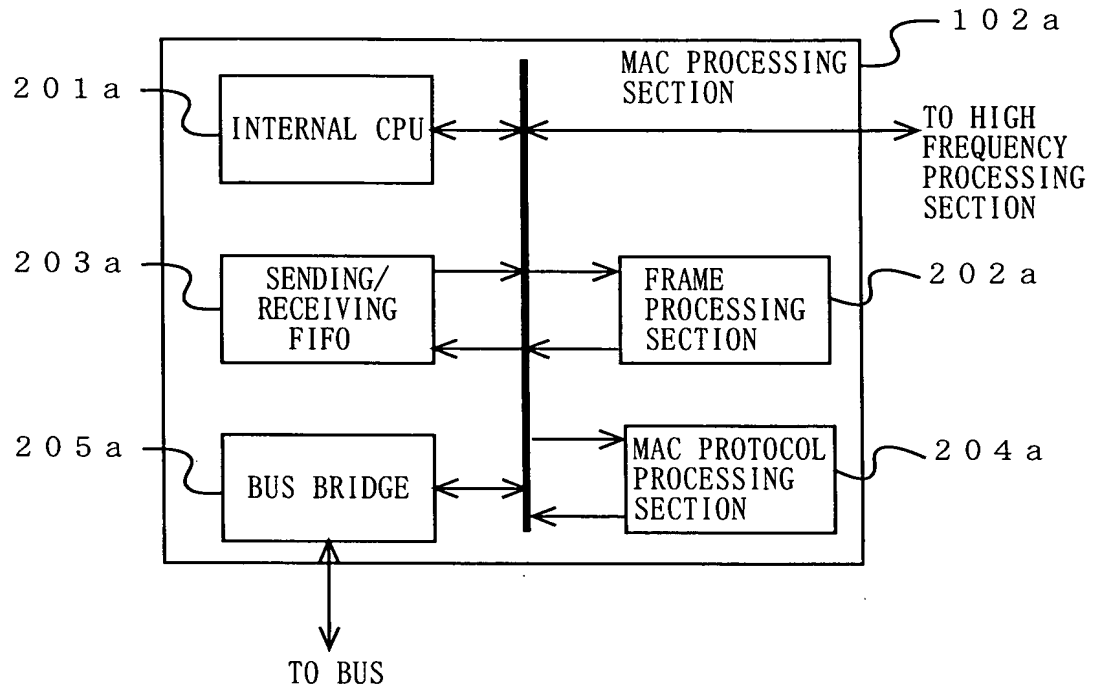 102a
MAC PROCESSING
SECTION
201a
INTERNAL CPU
TO HIGH
FREQUENCY
PROCESSING
SECTION
203a
SENDING/
RECEIVING
FIFO
FRAME
PROCESSING
SECTION
202a
205a
BUS BRIDGE
MAC PROTOCOL
PROCESSING
SECTION
204a
TO BUS